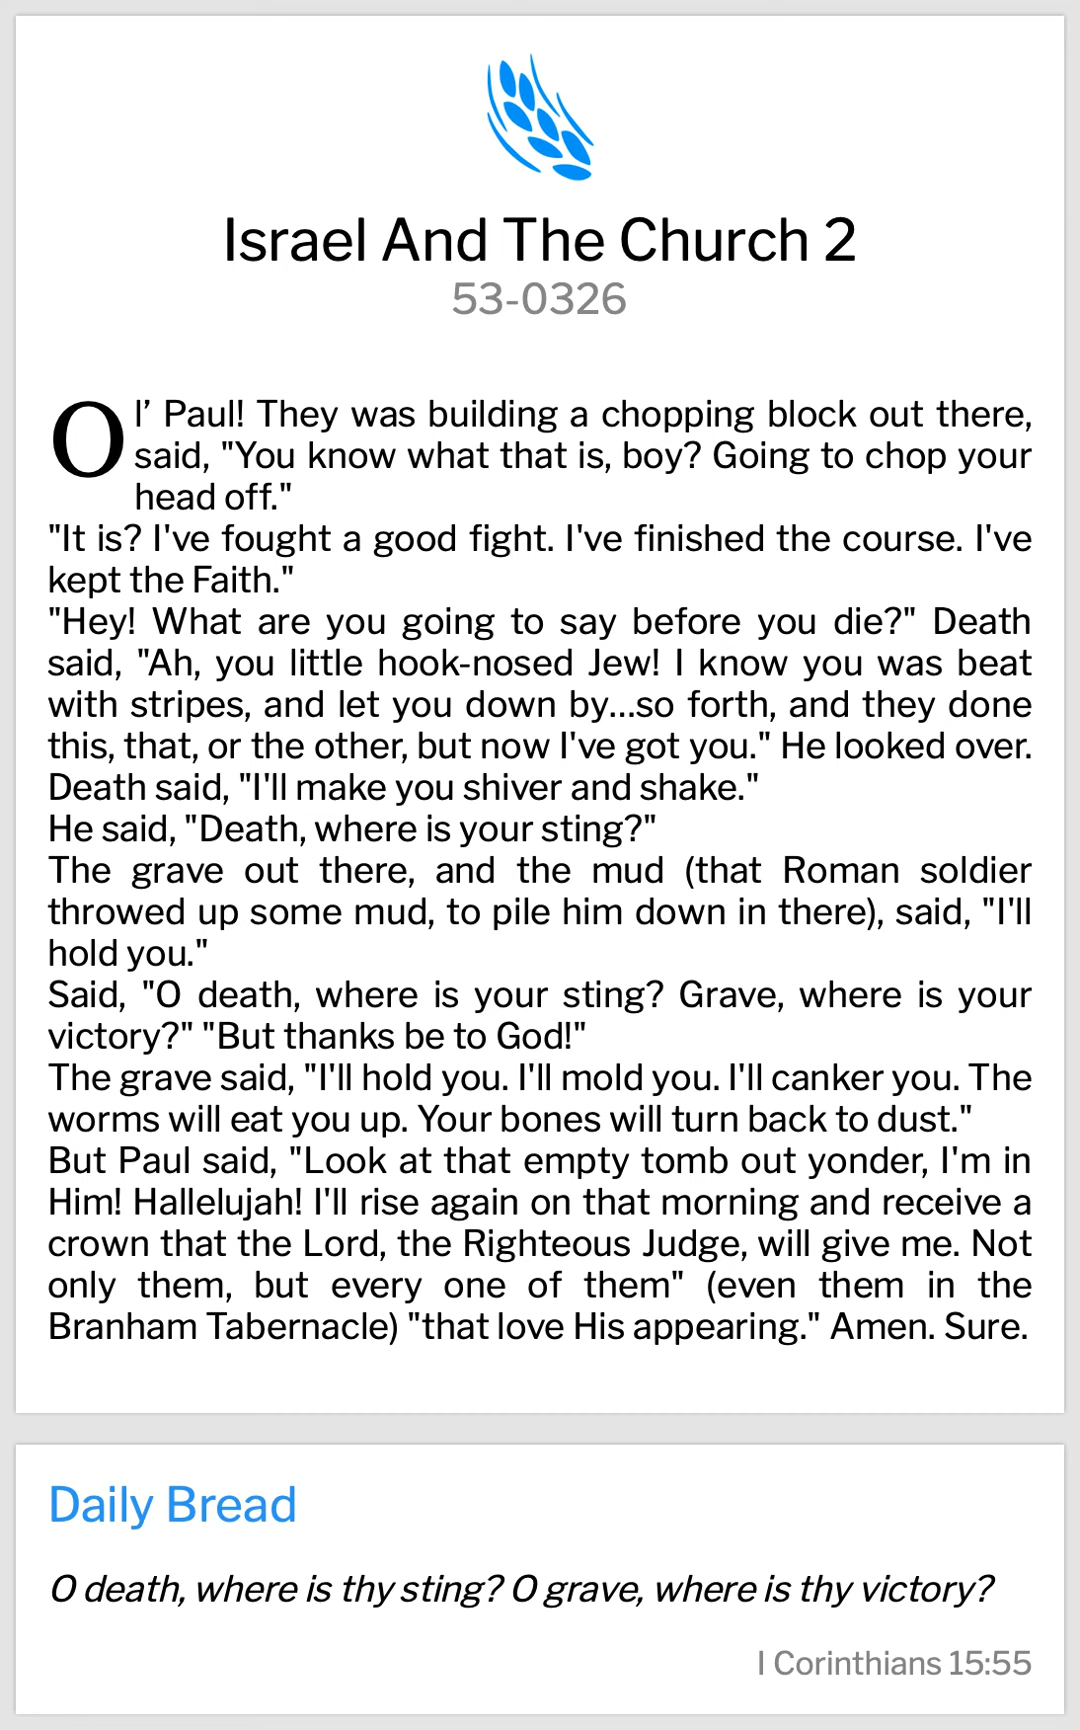 Israel And The Church 2
53-0326
Ol’ Paul! They was building a chopping block out there,
said, "You know what that is, boy? Going to chop your
head off."
"It is? I've fought a good fight. I've finished the course. I've
kept the Faith."
"Hey! What are you going to say before you die?" Death
said, "Ah, you little hook-nosed Jew! I know you was beat
with stripes, and let you down by...so forth, and they done
this, that, or the other, but now I've got you." He looked over.
Death said, "I'll make you shiver and shake."
He said, "Death, where is your sting?"
The grave out there, and the mud (that Roman soldier
throwed up some mud, to pile him down in there), said, "I'll
hold you."
Said, "O death, where is your sting? Grave, where is your
victory?" "But thanks be to God!"
The grave said, "I'll hold you. I'll mold you. I'll canker you. The
worms will eat you up. Your bones will turn back to dust."
But Paul said, "Look at that empty tomb out yonder, I'm in
Him! Hallelujah! I'll rise again on that morning and receive a
crown that the Lord, the Righteous Judge, will give me. Not
only them, but every one of them" (even them in the
Branham Tabernacle) "that love His appearing." Amen. Sure.
Daily Bread
O death, where is thy sting? O grave, where is thy victory?
I Corinthians 15:55